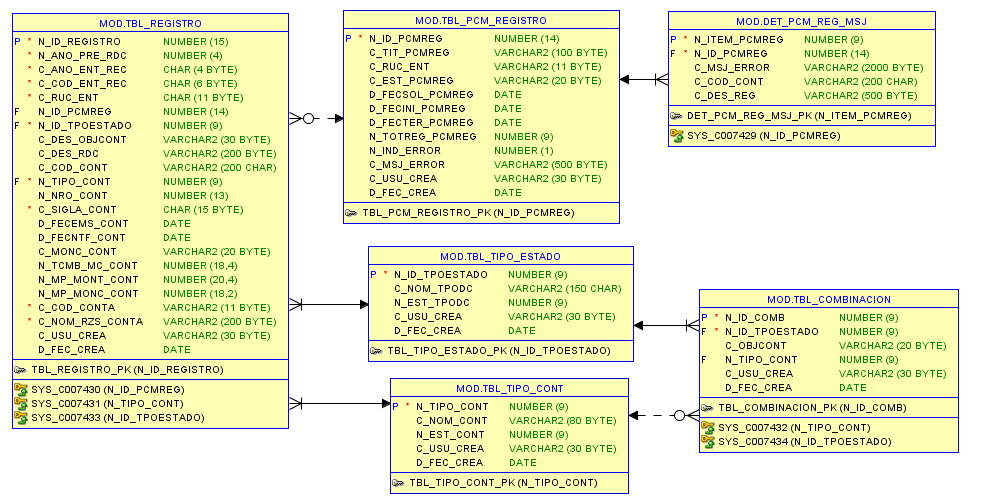 MOD.TBL_REGISTRO
P * N_ID_REGISTRO NUMBER (15)
* N_ANO_PRE_RDC NUMBER (4)
* C_ANO_ENT_REC CHAR (4 BYTE)
* C_COD_ENT_REC CHAR (6 BYTE)
* C_RUC_ENT CHAR (11 BYTE)
F N_ID_PCMREG NUMBER (14)
F * N_ID_TPOESTADO NUMBER (9)
C_DES_OBJCONT VARCHAR2 (30 BYTE)
C_DES_RDC VARCHAR2 (200 BYTE)
C_COD_CONT VARCHAR2 (200 CHAR)
F * N_TIPO_CONT NUMBER (9)
N_NRO_CONT NUMBER (13)
* C_SIGLA_CONT CHAR (15 BYTE)
D_FECEMS_CONT DATE
D_FECNTF_CONT DATE
C_MONC_CONT VARCHAR2 (20 BYTE)
N_TCMB_MC_CONT NUMBER (18,4)
N_MP_MONT_CONT NUMBER (20,4)
N_MP_MONC_CONT NUMBER (18,2)
* C_COD_CONTA VARCHAR2 (11 BYTE)
* C_NOM_RZS_CONTA VARCHAR2 (200 BYTE)
C_USU_CREA VARCHAR2 (30 BYTE)
D_FEC_CREA DATE
TBL_REGISTRO_PK (N_ID_REGISTRO)
SYS_C007430 (N_ID_PCMREG)
SYS_C007431 (N_TIPO_CONT)
SYS_C007433 (N_ID_TPOESTADO)
MOD.TBL_PCM_REGISTRO
P * N_ID_PCMREG NUMBER (14)
C_TIT_PCMREG VARCHAR2 (100 BYTE)
C_RUC_ENT VARCHAR2 (11 BYTE)
C_EST_PCMREG VARCHAR2 (20 BYTE)
D_FECSOL_PCMREG DATE
D_FECINI_PCMREG DATE
D_FECTER_PCMREG DATE
N_TOTREG_PCMREG NUMBER (9)
N_IND_ERROR NUMBER (1)
C_MSJ_ERROR VARCHAR2 (500 BYTE)
C_USU_CREA VARCHAR2 (30 BYTE)
D_FEC_CREA DATE
TBL_PCM_REGISTRO_PK (N_ID_PCMREG)
MOD.DET_PCM_REG_MSJ
P * N_ITEM_PCMREG NUMBER (9)
F * N_ID_PCMREG NUMBER (14)
C_MSJ_ERROR VARCHAR2 (2000 BYTE)
C_COD_CONT VARCHAR2 (200 CHAR)
C_DES_REG VARCHAR2 (500 BYTE)
DET_PCM_REG_MSJ_PK (N_ITEM_PCMREG)
SYS_C007429 (N_ID_PCMREG)
MOD.TBL_TIPO_ESTADO
P * N_ID_TPOESTADO NUMBER (9)
C_NOM_TPODC VARCHAR2 (150 CHAR)
N_EST_TPODC NUMBER (9)
C_USU_CREA VARCHAR2 (30 BYTE)
D_FEC_CREA DATE
TBL_TIPO_ESTADO_PK (N_ID_TPOESTADO)
MOD.TBL_COMBINACION
P * N_ID_COMB NUMBER (9)
F * N_ID_TPOESTADO NUMBER (9)
C_OBJCONT VARCHAR2 (20 BYTE)
F N_TIPO_CONT NUMBER (9)
C_USU_CREA VARCHAR2 (30 BYTE)
D_FEC_CREA DATE
TBL_COMBINACION_PK (N_ID_COMB)
SYS_C007432 (N_TIPO_CONT)
SYS_C007434 (N_ID_TPOESTADO)
MOD.TBL_TIPO_CONT
P * N_TIPO_CONT NUMBER (9)
C_NOM_CONT VARCHAR2 (80 BYTE)
N_EST_CONT NUMBER (9)
C_USU_CREA VARCHAR2 (30 BYTE)
D_FEC_CREA DATE
TBL_TIPO_CONT_PK (N_TIPO_CONT)